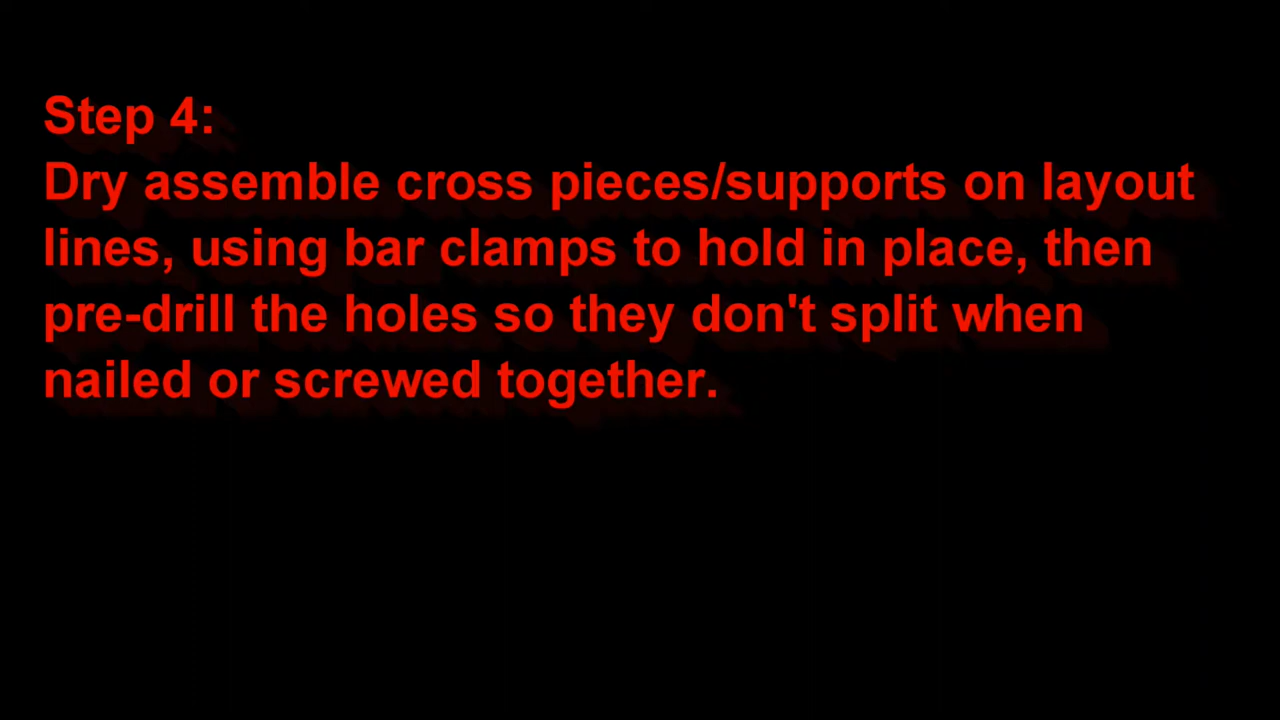 Step 4:
Dry assemble cross pieces/supports on layout
lines, using bar clamps to hold in place, then
pre-drill the holes so they don't split when
nailed or screwed together.